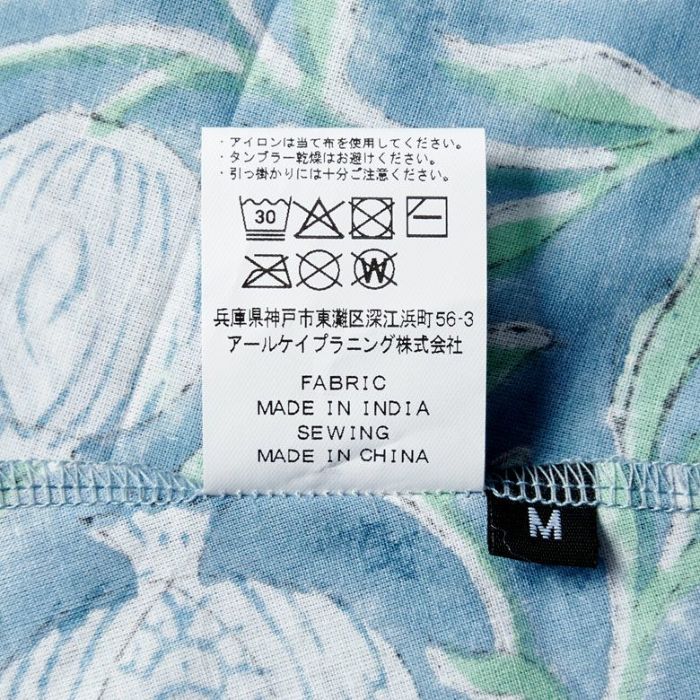 ・アイロンは当て布を使用してください。
・タンブラー乾燥はお避けください。
・引っ掛かりには十分ご注意ください。
30
W
兵庫県神戸市東灘区深江浜町56-3
アールケイプラニング株式会社
FABRIC
MADE IN INDIA
SEWING
MADE IN CHINA
M